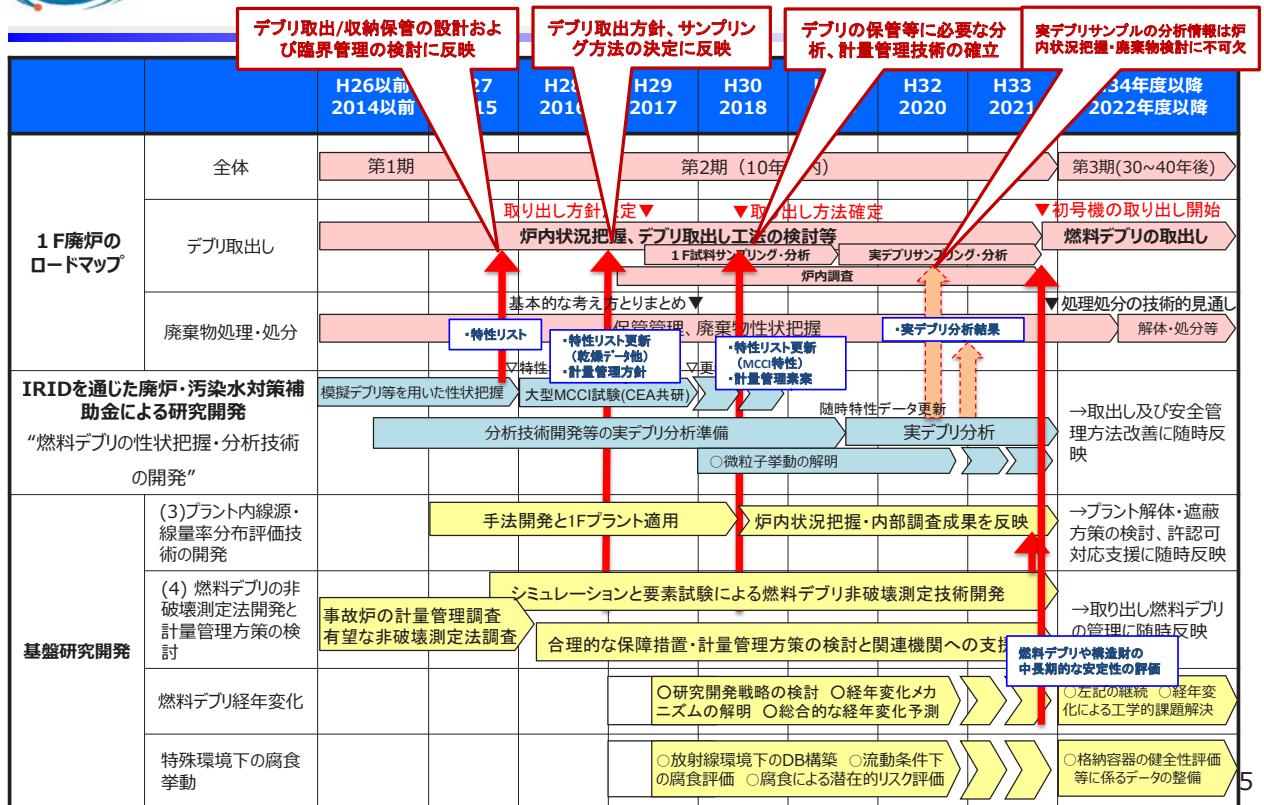 デブリ取出/収納保管の設計およ
び臨界管理の検討に反映
デブリ取出方針、サンプリン
グ方法の決定に反映
デブリの保管等に必要な分
析、計量管理技術の確立
実デブリサンプルの分析情報は炉
内状況把握・廃棄物検討に不可欠
H26以前
2014以前
27
15
H28
2016
H29
2017
H30
2018
H32
2020
H33
2021
34年度以降
2022年度以降
1F廃炉の
ロードマップ
全体
第1期
第2期(10年
内)
第3期(30~40年後)
デブリ取出し
取り出し方針
定▼
▼取り出し方法確定
▼初号機の取り出し開始
炉内状況把握、デブリ取出し工法の検討等
燃料デブリの取出し
1F試料サンプリング・分析
実デブリサンプリング・分析
炉内調査
廃棄物処理・処分
基本的な考え方とりまとめ▼
▼処理処分の技術的見通し
保管管理、廃棄物性状把握
解体・処分等
・特性リスト
・特性リスト更新
(乾燥データ他)
・計量管理方針
・特性リスト更新
(MCCI特性)
・計量管理素案
・実デブリ分析結果
IRIDを通じた廃炉・汚染水対策補
助金による研究開発
“燃料デブリの性状把握・分析技術
の開発”
▽特性
▽更
模擬デブリ等を用いた性状把握
大型MCCI試験(CEA共研)
随時特性データ更新
分析技術開発等の実デブリ分析準備
実デブリ分析
○微粒子挙動の解明
→取出し及び安全管
理方法改善に随時反
映
基盤研究開発
(3)プラント内線源・
線量率分布評価技
術の開発
手法開発と1Fプラント適用
炉内状況把握・内部調査成果を反映
→プラント解体・遮蔽
方策の検討、許認可
対応支援に随時反映
(4) 燃料デブリの非
破壊測定法開発と
計量管理方策の検
討
シミュレーションと要素試験による燃料デブリ非破壊測定技術開発
事故炉の計量管理調査
有望な非破壊測定法調査
合理的な保障措置・計量管理方策の検討と関連機関への支援
→取り出し燃料デブリ
の管理に随時反映
燃料デブリや構造財の
中長期的な安定性の評価
燃料デブリ経年変化
○研究開発戦略の検討 ○経年変化メカ
ニズムの解明 ○総合的な経年変化予測
○左記の継続 ○経年変
化による工学的課題解決
特殊環境下の腐食
挙動
○放射線環境下のDB構築 ○流動条件下
の腐食評価 ○腐食による潜在的リスク評価
○格納容器の健全性評価
等に係るデータの整備
5